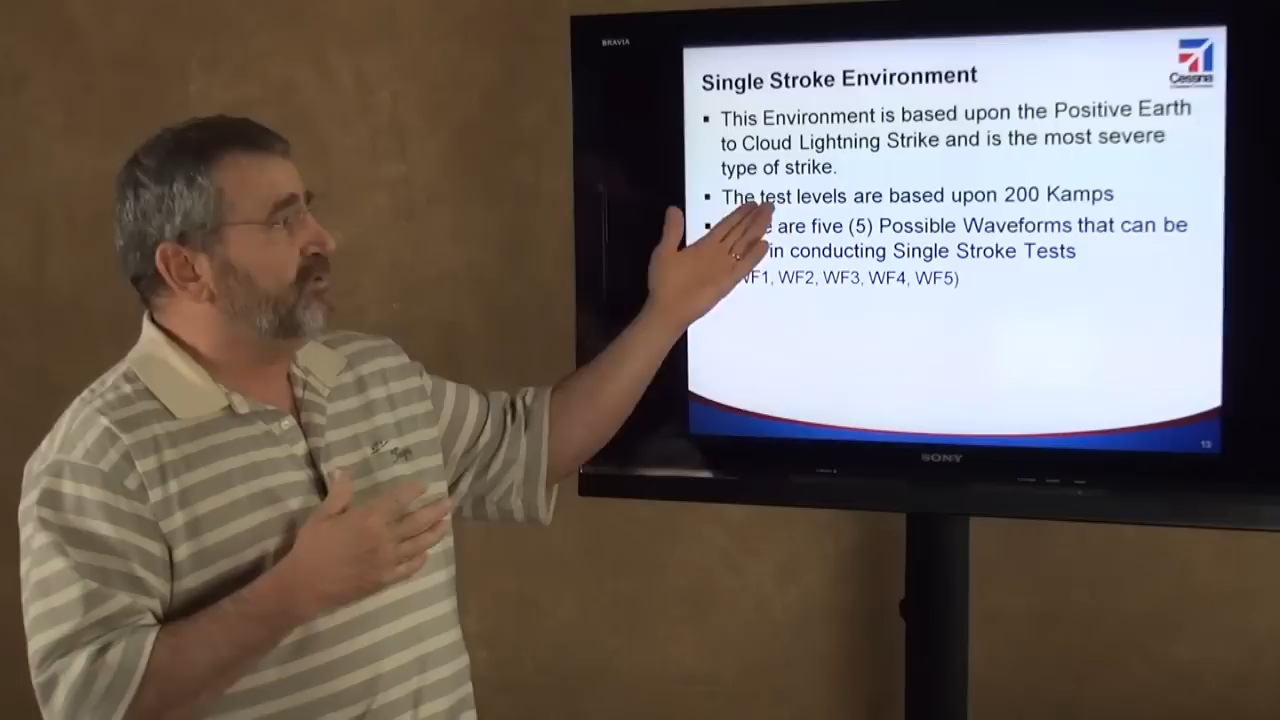 BRAVIA
Single Stroke Environment
Cessna
▪ This Environment is based upon the Positive Earth
to Cloud Lightning Strike and is the most severe
type of strike.
▪ The test levels are based upon 200 Kamps
▪ are five (5) Possible Waveforms that can be
in conducting Single Stroke Tests
WF1, WF2, WF3, WF4, WF5)
13
SONY